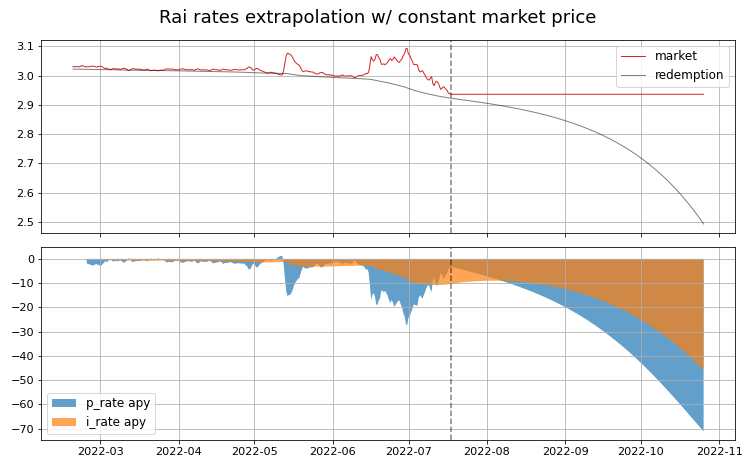 Rai rates extrapolation w/ constant market price
3.1
3.0
2.9
2.8
2.7
2.6
2.5
market
redemption
0
−10
−20
−30
−40
−50
−60
−70
p_rate apy
i_rate apy
2022-03 2022-04 2022-05 2022-06 2022-07 2022-08 2022-09 2022-10 2022-11